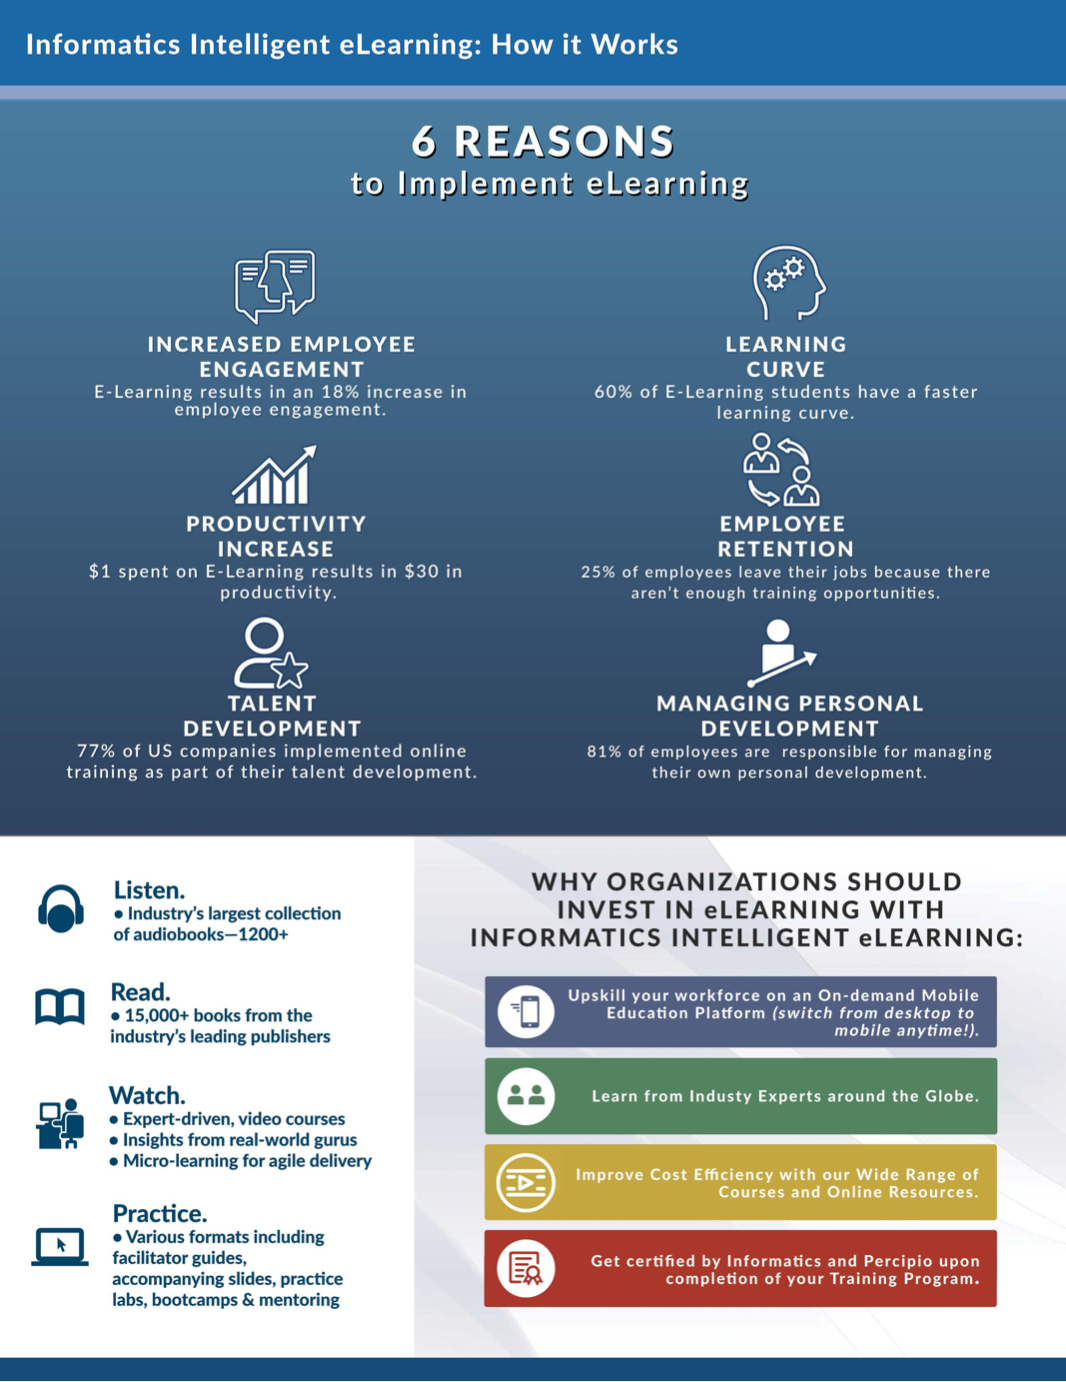 Informatics Intelligent eLearning: How it Works
6 REASONS
to Implement eLearning
INCREASED EMPLOYEE
ENGAGEMENT
E-Learning results in an 18% increase in
employee engagement.
LEARNING
CURVE
60% of E-Learning students have a faster
learning curve.
PRODUCTIVITY
INCREASE
$1 spent on E-Learning results in $30 in
productivity.
EMPLOYEE
RETENTION
25% of employees leave their jobs because there
aren't enough training opportunities.
TALENT
DEVELOPMENT
77% of US companies implemented online
training as part of their talent development.
MANAGING PERSONAL
DEVELOPMENT
81% of employees are  responsible for managing
their own personal development.
Listen.
● Industry's largest collection
of audiobooks—1200+
Read.
● 15,000+ books from the
industry's leading publishers
Watch.
● Expert-driven, video courses
● Insights from real-world gurus
● Micro-learning for agile delivery
Practice.
● Various formats including
facilitator guides,
accompanying slides, practice
labs, bootcamps & mentoring
WHY ORGANIZATIONS SHOULD
INVEST IN eLEARNING WITH
INFORMATICS INTELLIGENT eLEARNING:
Upskill your workforce on an On-demand Mobile
Education Platform (switch from desktop to
mobile anytime!).
Learn from Industy Experts around the Globe.
Improve Cost Efficiency with our Wide Range of
Courses and Online Resources.
Get certified by Informatics and Percipio upon
completion of your Training Program.